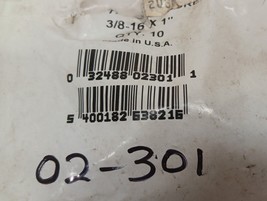 3/8-16 X 1"
QTY. 10
in U.S.A.
0 32488 02301 1
5 400182 538215
02-301